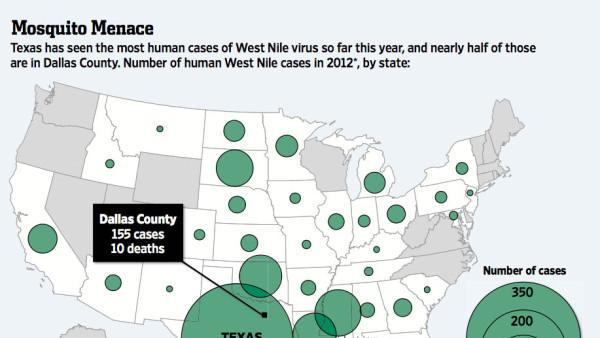 Mosquito Menace
Texas has seen the most human cases of West Nile virus so far this year, and nearly half of those
are in Dallas County. Number of human West Nile cases in 2012*, by state:
Dallas County
155 cases
10 deaths
TEXAS
Number of cases
350
200